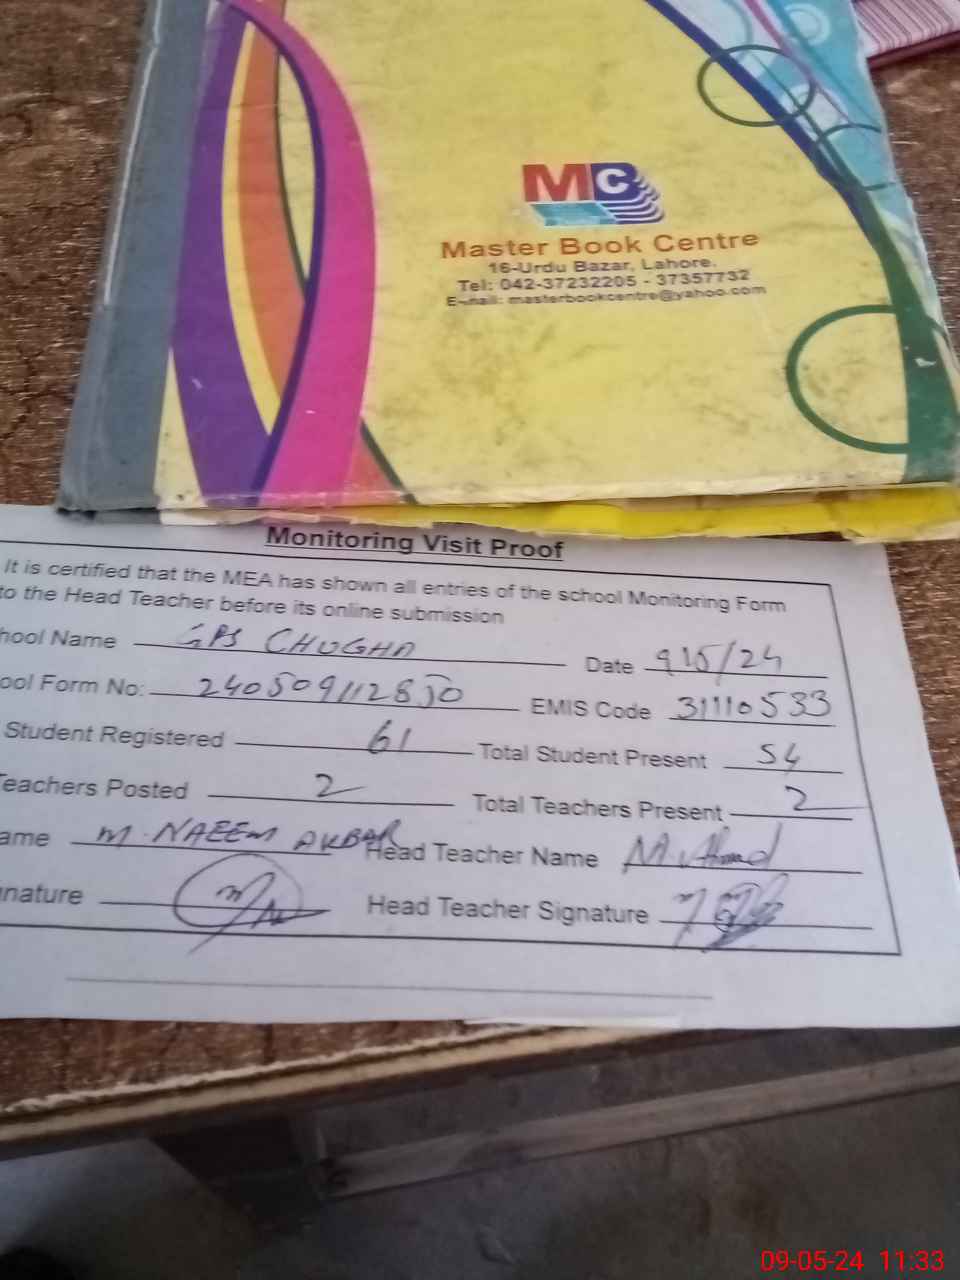 MC
Master Book Centre
16-Urdu Bazar, Lahore.
Tel: 042-37232205 - 37357732
E-mail: masterbookcentre@yahoo.com
Monitoring Visit Proof
It is certified that the MEA has shown all entries of the school Monitoring Form
to the Head Teacher before its online submission
hool Name GPS CHUGHA Date 9/5/24
ool Form No: 240509112850 EMIS Code 31110533
Student Registered 61 Total Student Present 54
Teachers Posted 2 Total Teachers Present 2
ame M. NAEEM AKBAR Head Teacher Name M. Ahmad
nature Head Teacher Signature
09-05-24 11:33